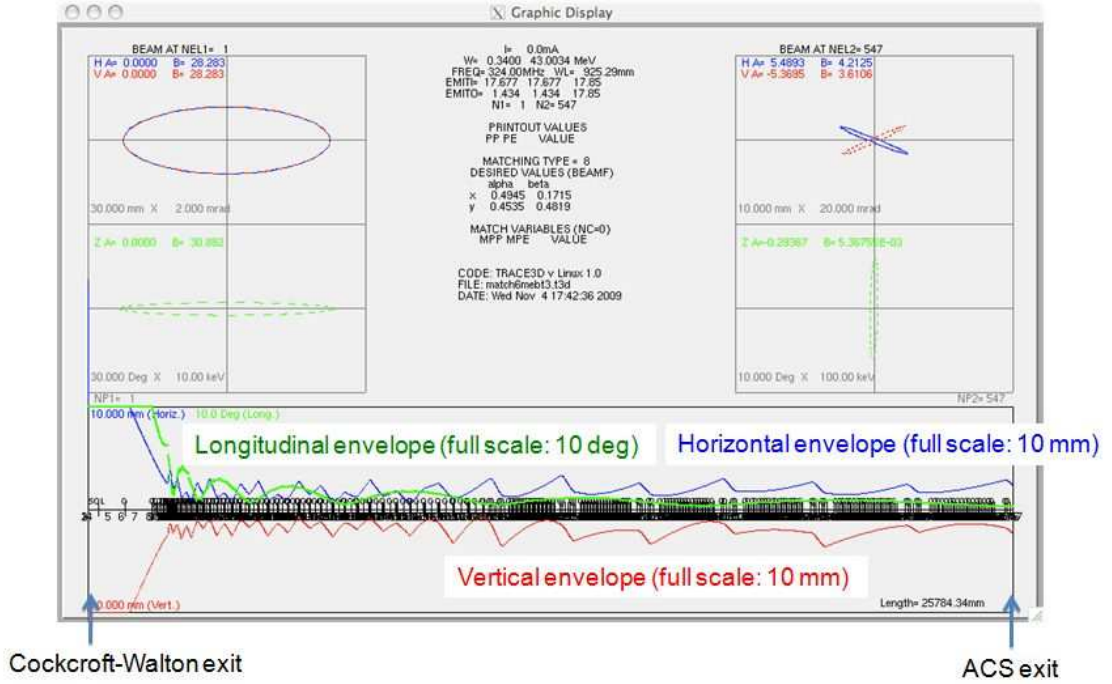 X Graphic Display
BEAM AT NEL1= 1
H A= 0.0000 B= 28.283
V A= 0.0000 B= 28.283
30.000 mm X 2.000 mrad
Z A= 0.0000 B= 30.882
30.000 Deg X 10.00 keV
NP1= 1
I= 0.0mA
W= 0.3400 43.0034 MeV
FREQ= 324.00MHz WL= 925.29mm
EMITI= 17.677 17.677 17.85
EMITO= 1.434 1.434 17.85
N1= 1 N2= 547
PRINTOUT VALUES
PP PE VALUE
MATCHING TYPE = 8
DESIRED VALUES (BEAMF)
alpha beta
x 0.4945 0.1715
y 0.4535 0.4819
MATCH VARIABLES (NC=0)
MPP MPE VALUE
CODE: TRACE3D v Linux 1.0
FILE: match6mebt3.t3d
DATE: Wed Nov 4 17:42:36 2009
BEAM AT NEL2= 547
H A= 5.4893 B= 4.2125
V A= -5.3695 B= 3.6106
10.000 mm X 20.000 mrad
Z A=-0.28367
10.000 Deg X 100.00 keV
NP2= 547
10.000 mm (Horiz.) 10.0 Deg (Long.)
Longitudinal envelope (full scale: 10 deg)
Horizontal envelope (full scale: 10 mm)
Vertical envelope (full scale: 10 mm)
10.000 mm (Vert.)
Length= 25784.34mm
Cockcroft-Walton exit
ACS exit